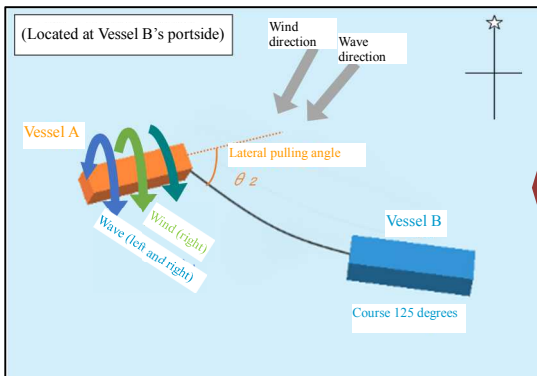 (Located at Vessel B's portside)
Wind
direction
Wave
direction
Vessel A
Lateral pulling angle
θ 2
Wind (right)
Wave (left and right)
Vessel B
Course 125 degrees